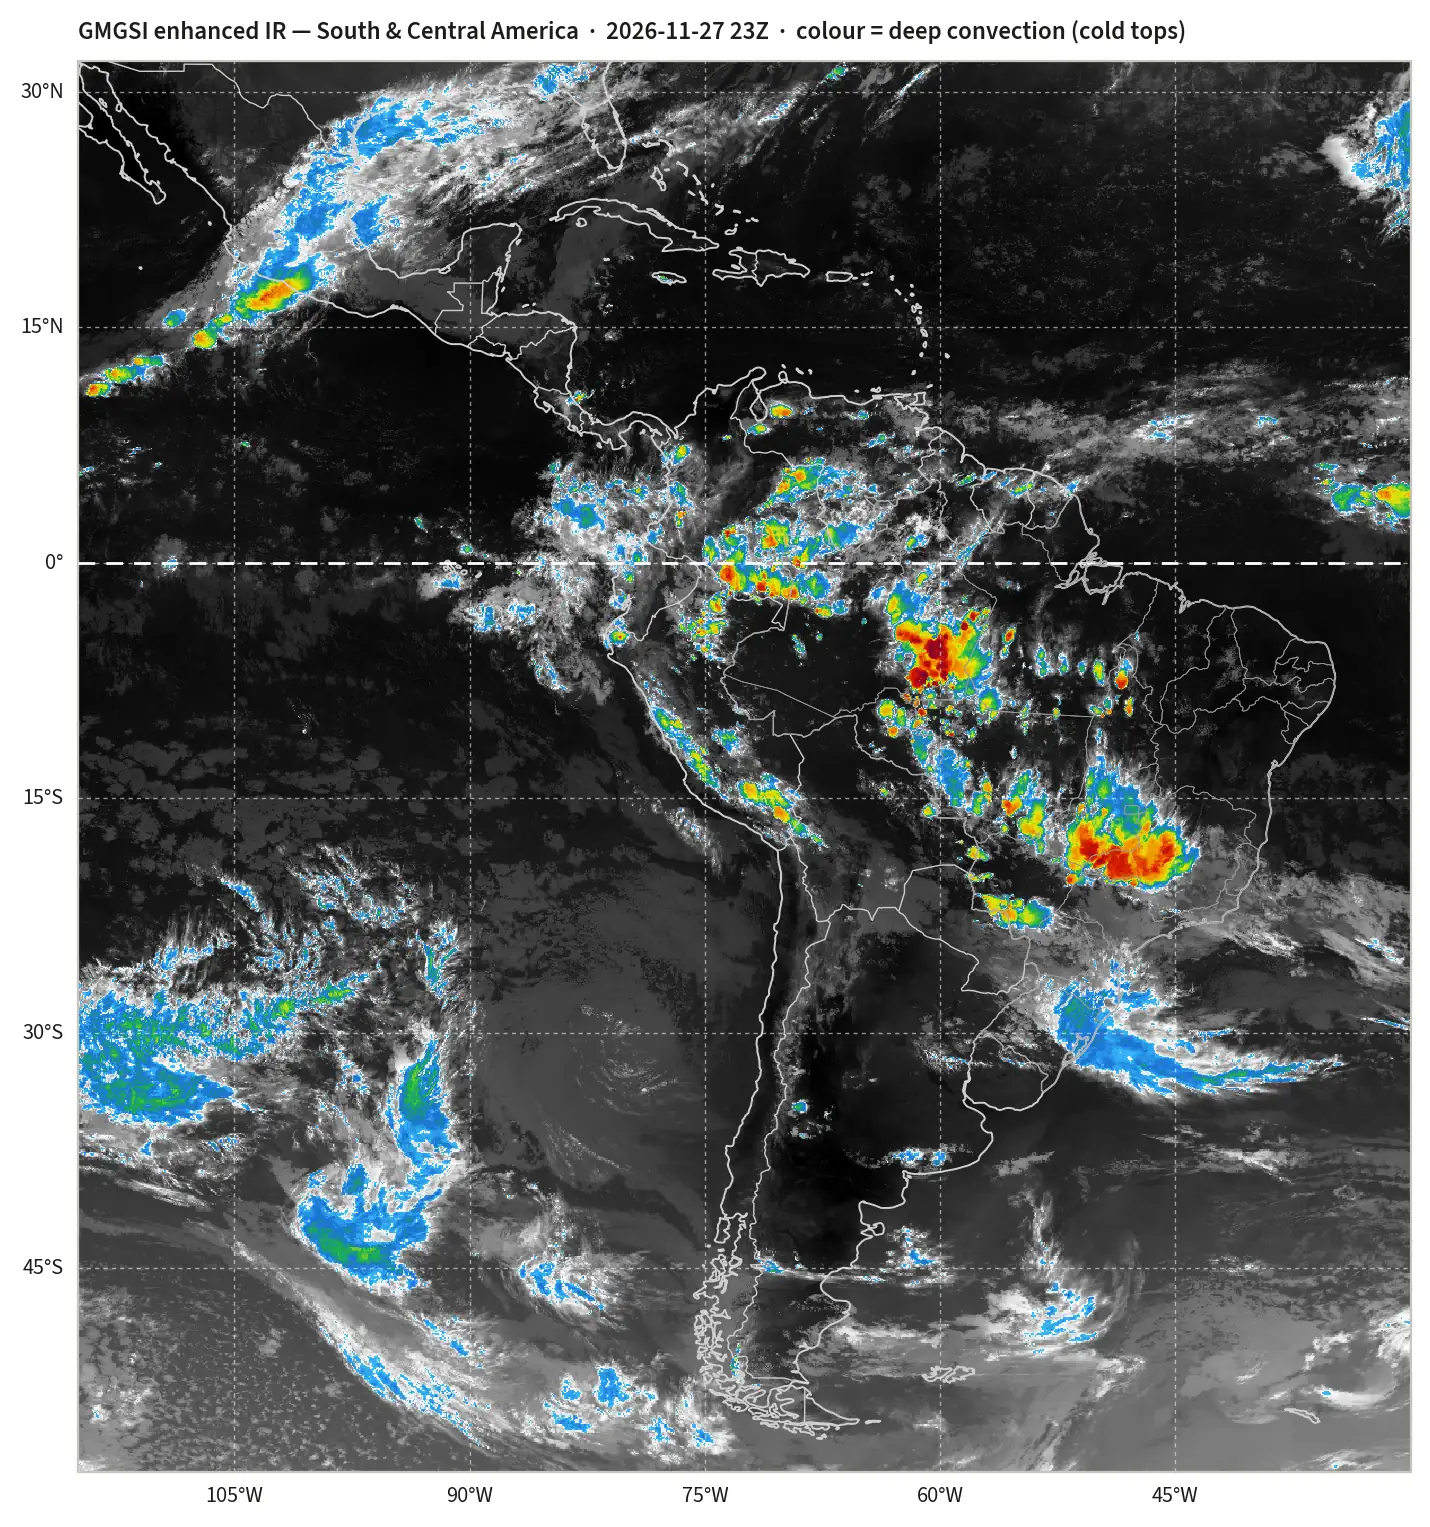 GMGSI enhanced IR — South & Central America · 2026-11-27 23Z · colour = deep convection (cold tops)
30°N
15°N
0°
15°S
30°S
45°S
105°W 90°W 75°W 60°W 45°W